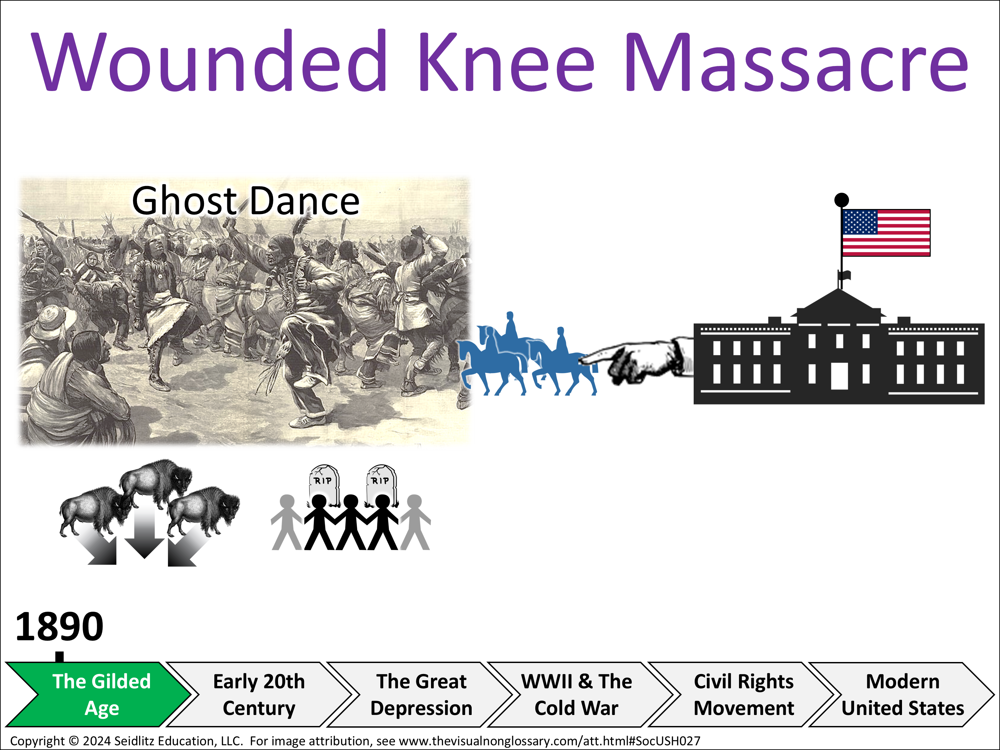 Wounded Knee Massacre
Ghost Dance
RIP
RIP
1890
The Gilded
Age
Early 20th
Century
The Great
Depression
WWII & The
Cold War
Civil Rights
Movement
Modern
United States
Copyright © 2024 Seidlitz Education, LLC.  For image attribution, see www.thevisualnonglossary.com/att.html#SocUSH027